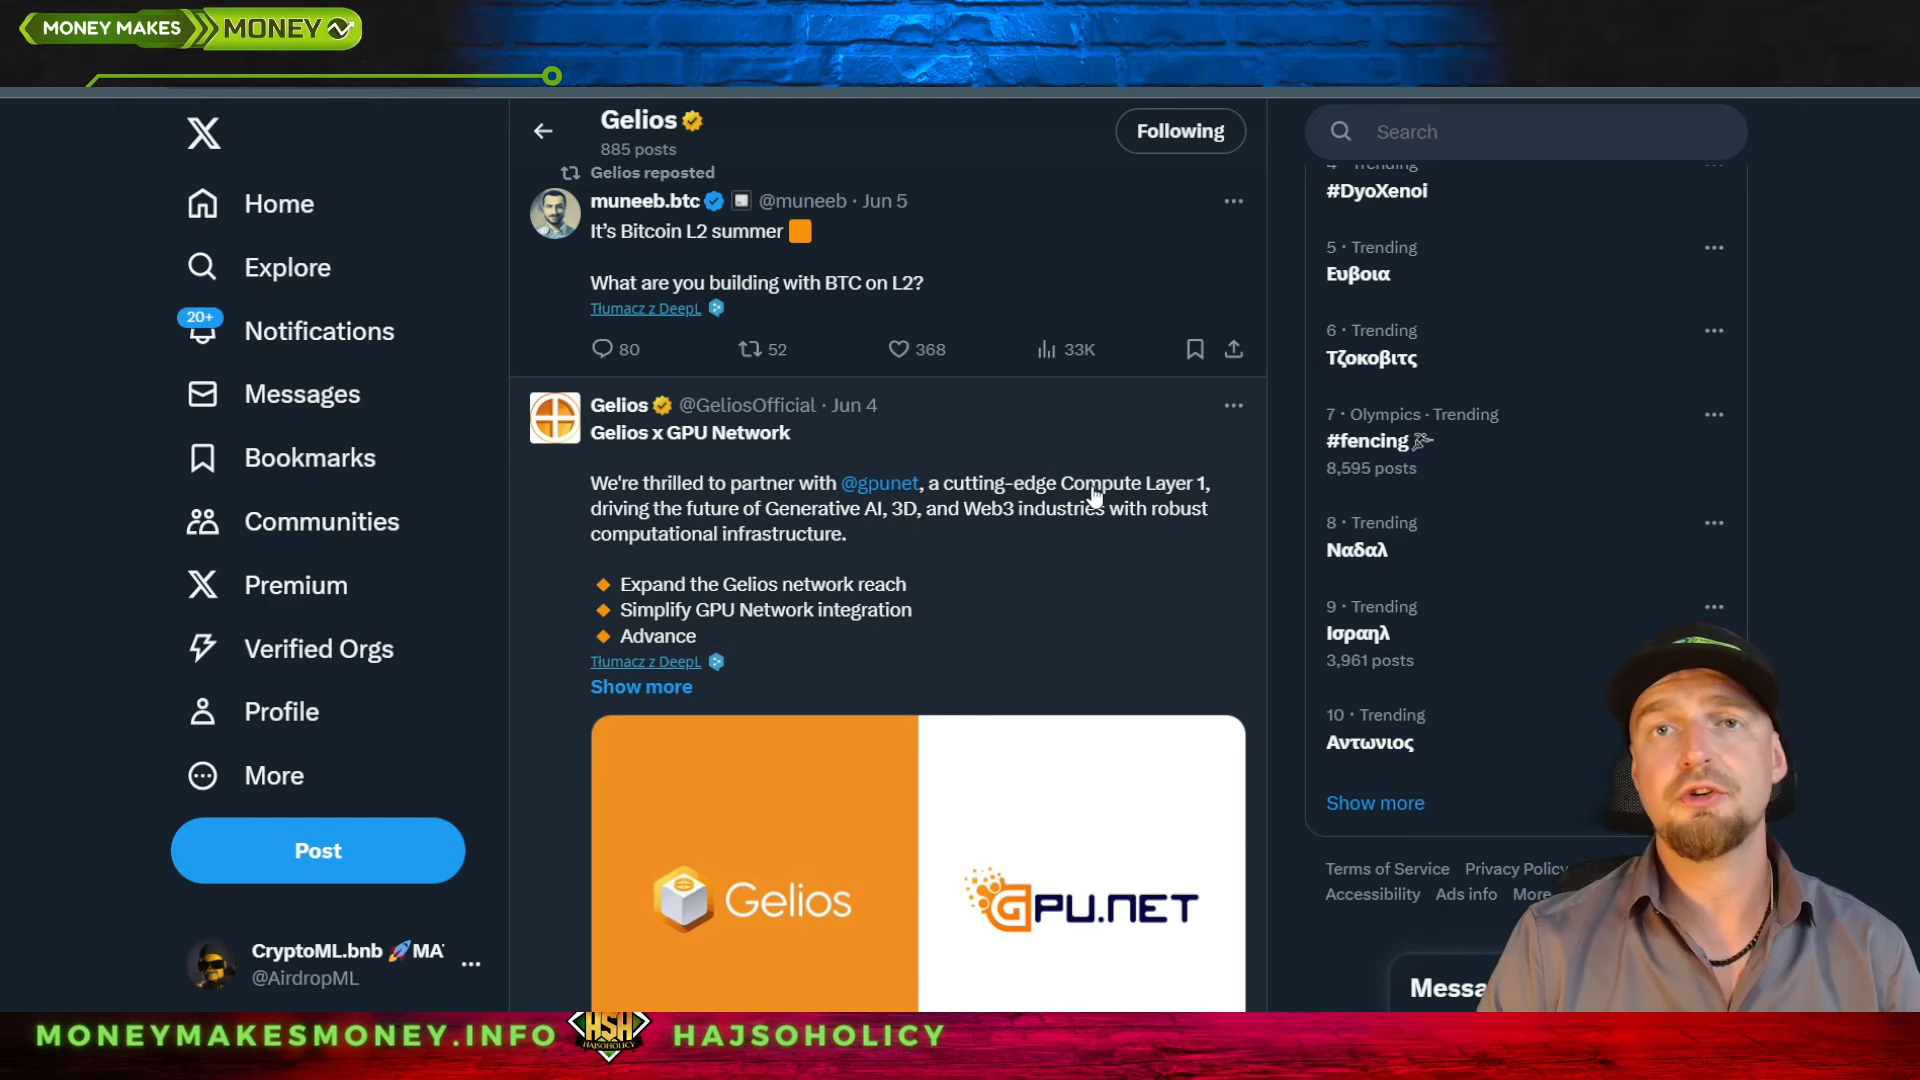 MONEY MAKES MONEY
X
Home
Explore
20+
Notifications
Messages
Bookmarks
Communities
Premium
Verified Orgs
Profile
More
Post
CryptoML.bnb 🚀MA
@AirdropML
Gelios
885 posts
Following
Gelios reposted
muneeb.btc @muneeb · Jun 5
It’s Bitcoin L2 summer 🟧
What are you building with BTC on L2?
Tłumacz z DeepL
80 52 368 33K
Gelios @GeliosOfficial · Jun 4
Gelios x GPU Network
We're thrilled to partner with @gpunet, a cutting-edge Compute Layer 1,
driving the future of Generative AI, 3D, and Web3 industries with robust
computational infrastructure.
🔸 Expand the Gelios network reach
🔸 Simplify GPU Network integration
🔸 Advance
Tłumacz z DeepL
Show more
Gelios
GPU.NET
Search
4 · Trending
#DyoXenoi
5 · Trending
Ευβοια
6 · Trending
Τζοκοβιτς
7 · Olympics · Trending
#fencing🤺
8,595 posts
8 · Trending
Ναδαλ
9 · Trending
Ισραηλ
3,961 posts
10 · Trending
Αντωνιος
Show more
Terms of Service Privacy Policy
Accessibility Ads info More
Messa
MONEYMAKESMONEY.INFO
HSH
HAJSOHOLICY
HAJSOHOLICY